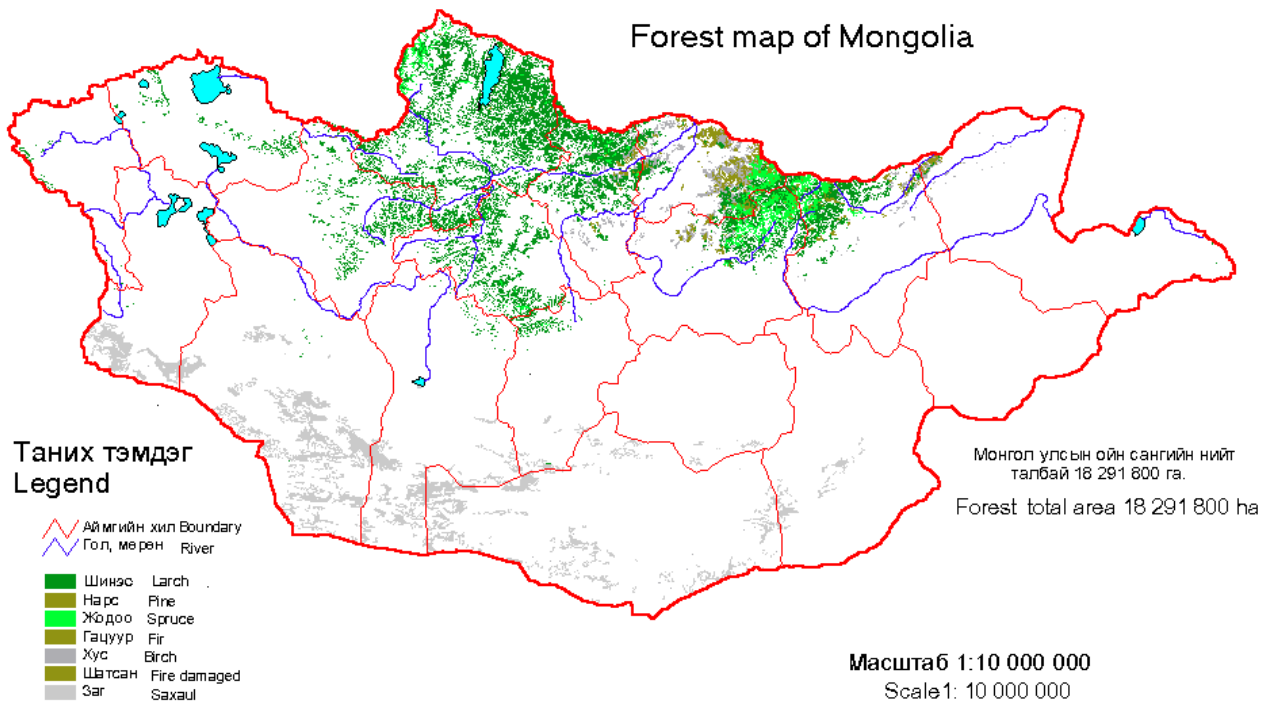 Forest map of Mongolia
Таних тэмдэг
Legend
Аймгийн хил Boundary
Гол, мөрөн River
Шинэс Larch
Нарс Pine
Жодоо Spruce
Гацуур Fir
Хус Birch
Шатсан Fire damaged
Заг Saxaul
Монгол улсын ойн сангийн нийт
талбай 18 291 800 га.
Forest total area 18 291 800 ha
Масштаб 1:10 000 000
Scale1: 10 000 000